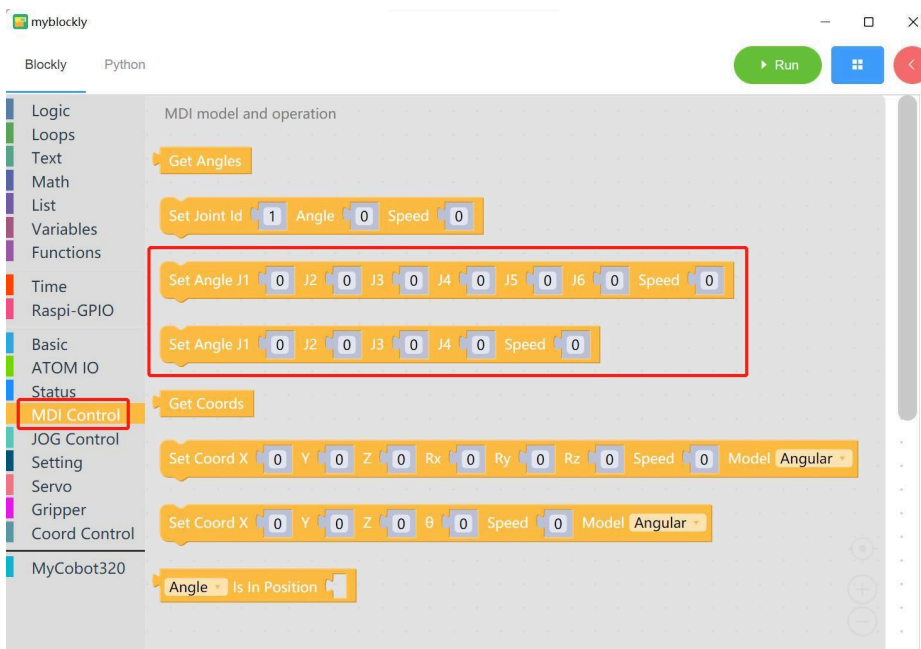 myblockly
Blockly Python
Run
Logic
Loops
Text
Math
List
Variables
Functions
Time
Raspi-GPIO
Basic
ATOM IO
Status
MDI Control
JOG Control
Setting
Servo
Gripper
Coord Control
MyCobot320
MDI model and operation
Get Angles
Set Joint Id 1 Angle 0 Speed 0
Set Angle J1 0 J2 0 J3 0 J4 0 J5 0 J6 0 Speed 0
Set Angle J1 0 J2 0 J3 0 J4 0 Speed 0
Get Coords
Set Coord X 0 Y 0 Z 0 Rx 0 Ry 0 Rz 0 Speed 0 Model Angular
Set Coord X 0 Y 0 Z 0 θ 0 Speed 0 Model Angular
Angle Is In Position